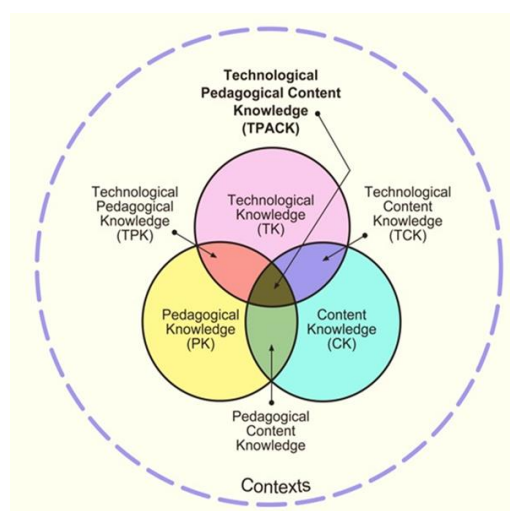 Technological
Pedagogical Content
Knowledge
(TPACK)
Technological
Pedagogical
Knowledge
(TPK)
Technological
Knowledge
(TK)
Technological
Content
Knowledge
(TCK)
Pedagogical
Knowledge
(PK)
Content
Knowledge
(CK)
Pedagogical
Content
Knowledge
Contexts